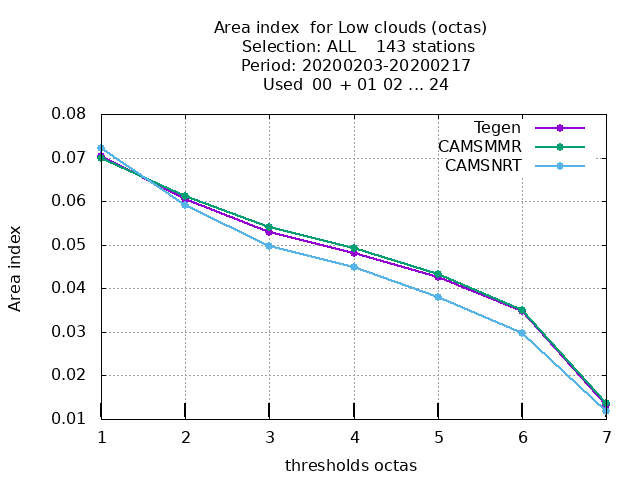 Area index  for Low clouds (octas)
Selection: ALL    143 stations
Period: 20200203-20200217
Used  00 + 01 02 ... 24
Tegen
CAMSMMR
CAMSNRT
Area index
0.08
0.07
0.06
0.05
0.04
0.03
0.02
0.01
1 2 3 4 5 6 7
thresholds octas